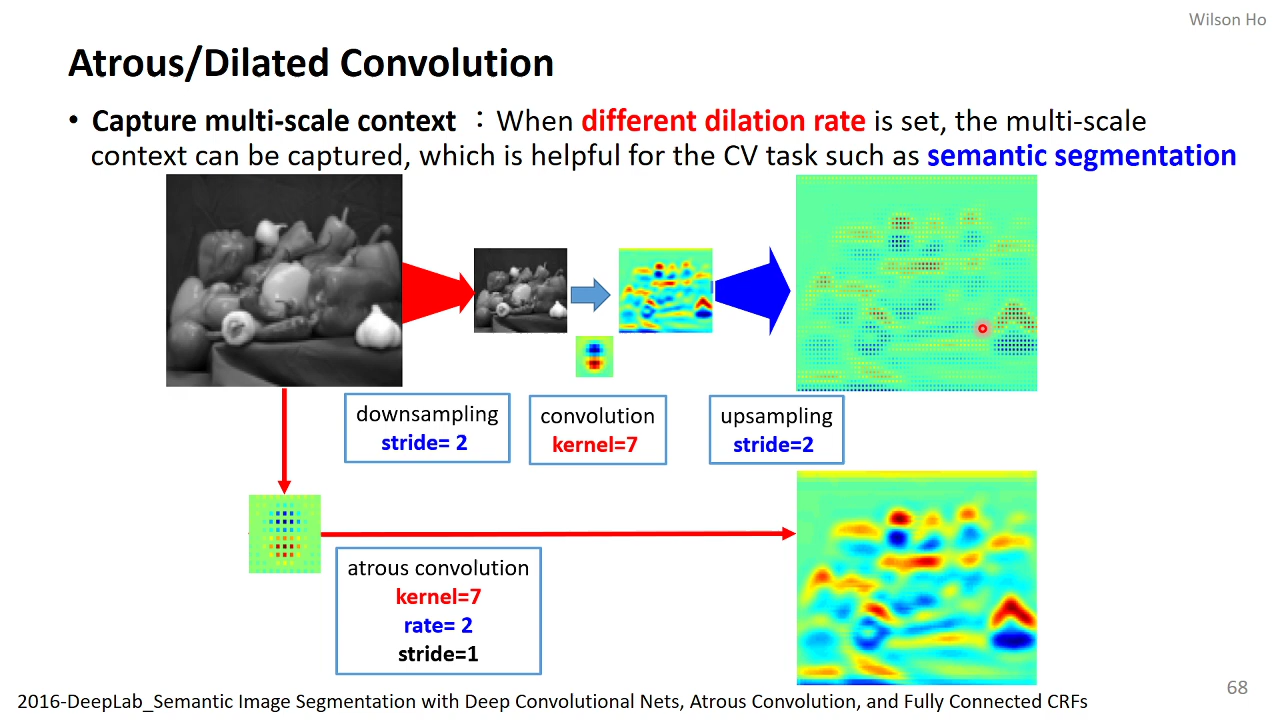 Wilson Ho
Atrous/Dilated Convolution
• Capture multi-scale context ：When different dilation rate is set, the multi-scale
context can be captured, which is helpful for the CV task such as semantic segmentation
downsampling
stride= 2
convolution
kernel=7
upsampling
stride=2
atrous convolution
kernel=7
rate= 2
stride=1
2016-DeepLab_Semantic Image Segmentation with Deep Convolutional Nets, Atrous Convolution, and Fully Connected CRFs
68